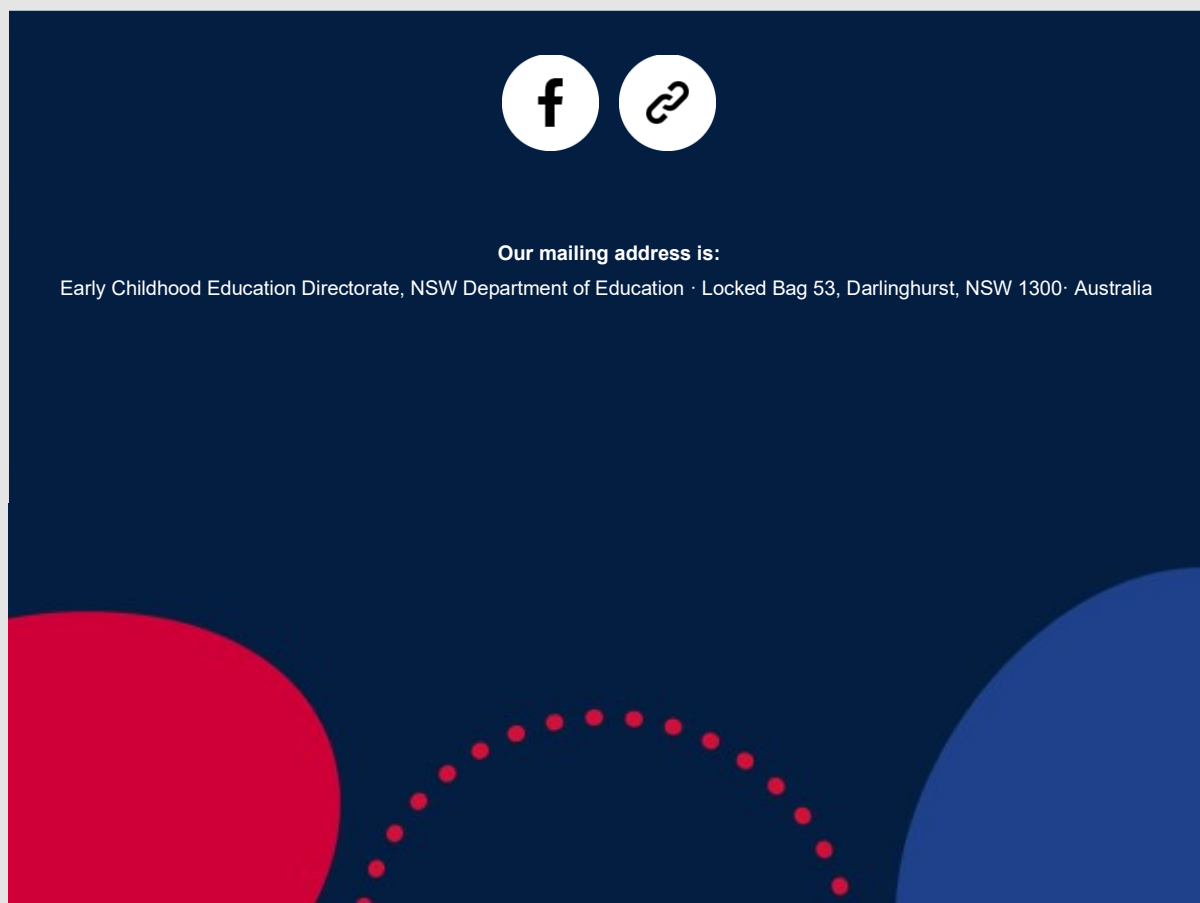 Our mailing address is:
Early Childhood Education Directorate, NSW Department of Education · Locked Bag 53, Darlinghurst, NSW 1300· Australia